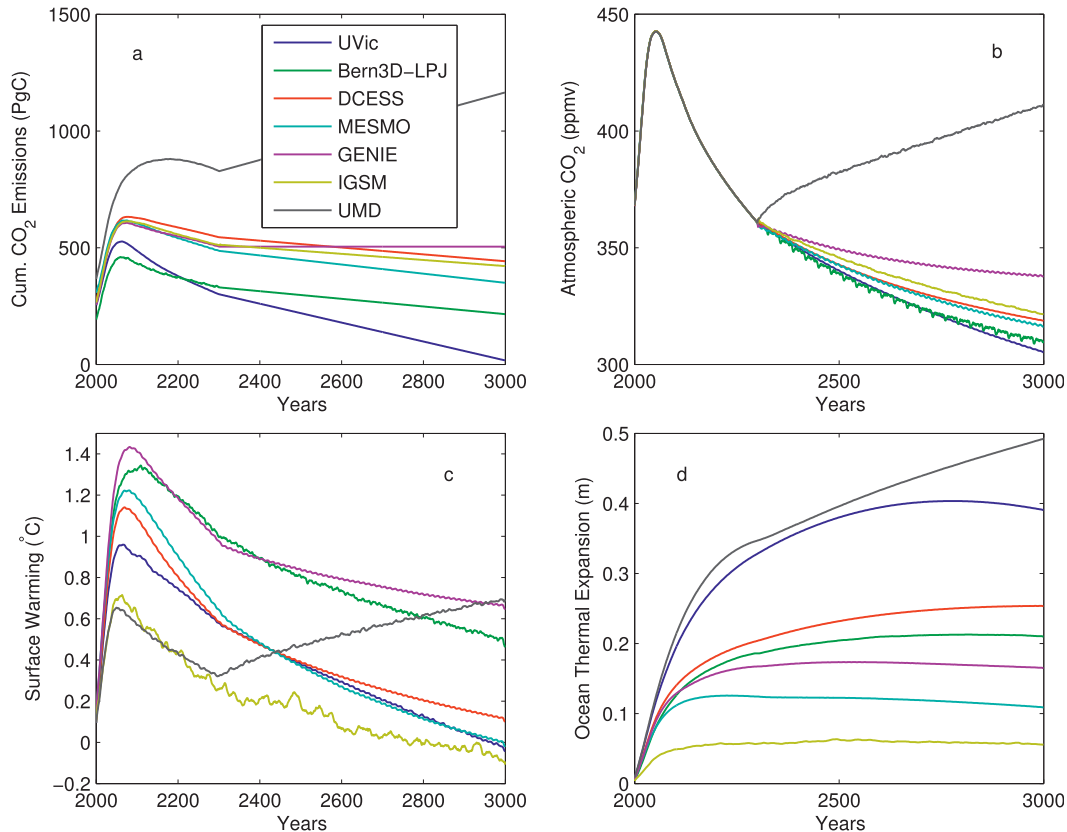 1500
1000
500
0
Cum. CO2 Emissions (PgC)
a
UVic
Bern3D−LPJ
DCESS
MESMO
GENIE
IGSM
UMD
2000 2200 2400 2600 2800 3000
Years
450
400
350
300
Atmospheric CO2 (ppmv)
b
2000 2500 3000
Years
1.4
1.2
1
0.8
0.6
0.4
0.2
0
−0.2
Surface Warming (°C)
c
2000 2200 2400 2600 2800 3000
Years
0.5
0.4
0.3
0.2
0.1
0
Ocean Thermal Expansion (m)
d
2000 2500 3000
Years